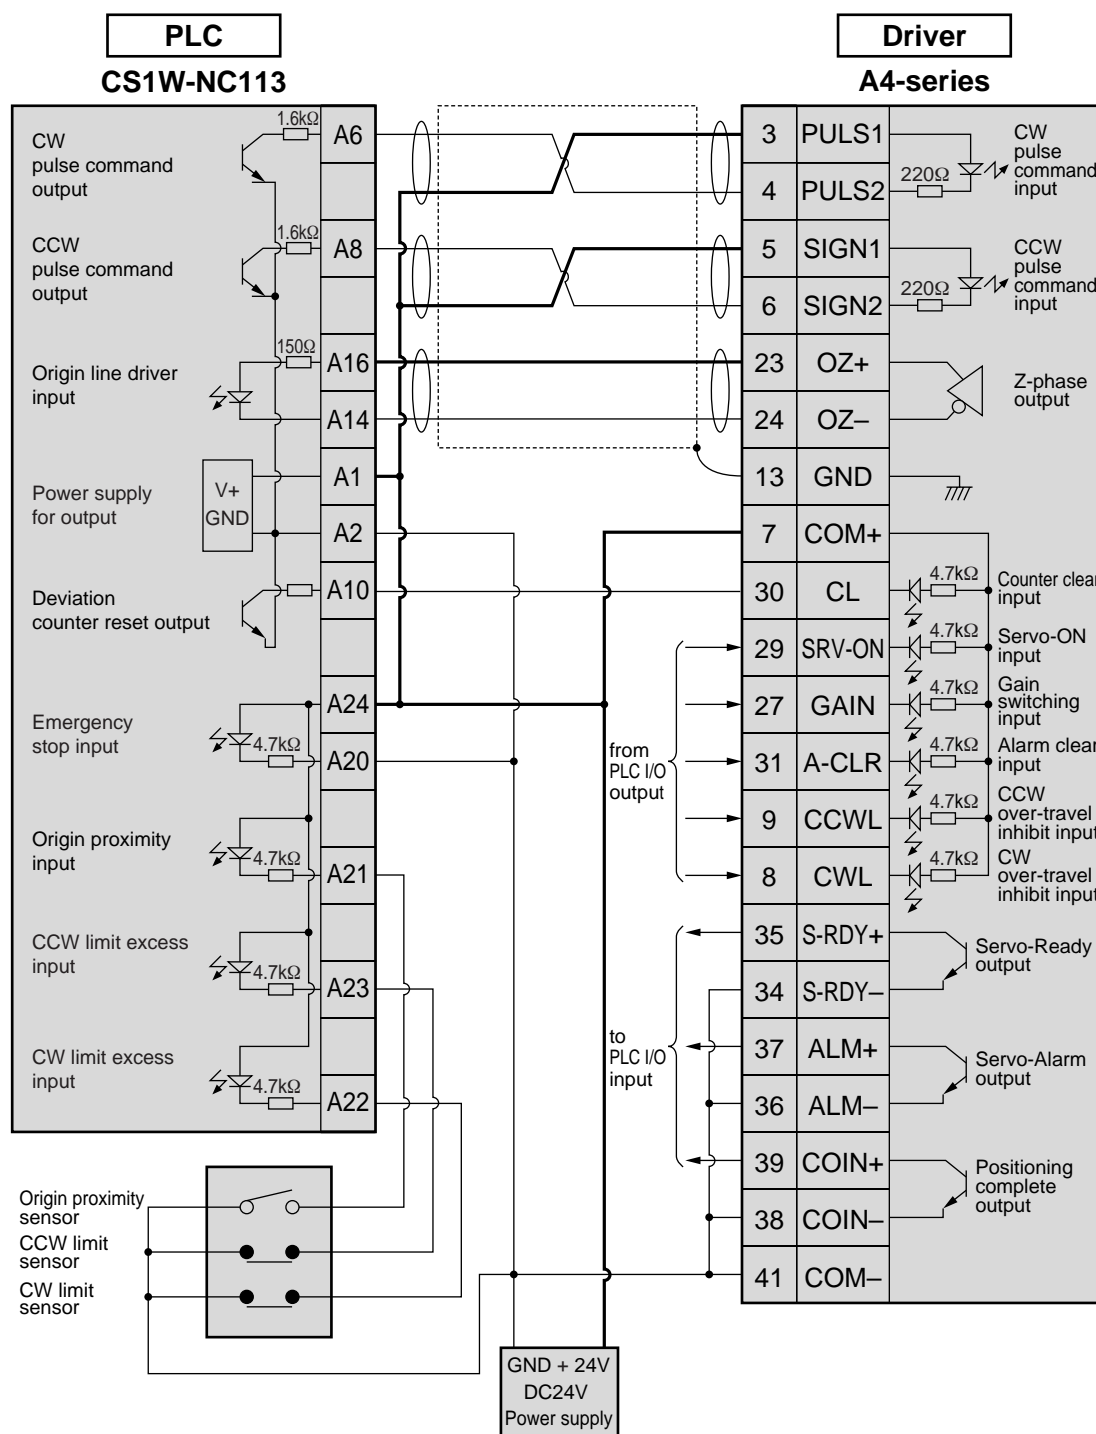 PLC
CS1W-NC113
Driver
A4-series
CW
pulse command
output
1.6kΩ
A6
CCW
pulse command
output
1.6kΩ
A8
Origin line driver
input
150Ω
A16
A14
Power supply
for output
V+
GND
A1
A2
Deviation
counter reset output
A10
Emergency
stop input
A24
4.7kΩ
A20
Origin proximity
input
4.7kΩ
A21
CCW limit excess
input
4.7kΩ
A23
CW limit excess
input
4.7kΩ
A22
Origin proximity
sensor
CCW limit
sensor
CW limit
sensor
GND + 24V
DC24V
Power supply
from
PLC I/O
output
to
PLC I/O
input
3 PULS1
4 PULS2
220Ω
CW
pulse
command
input
5 SIGN1
6 SIGN2
220Ω
CCW
pulse
command
input
23 OZ+
24 OZ–
Z-phase
output
13 GND
7 COM+
30 CL
4.7kΩ
Counter clear
input
29 SRV-ON
4.7kΩ
Servo-ON
input
27 GAIN
4.7kΩ
Gain
switching
input
31 A-CLR
4.7kΩ
Alarm clear
input
9 CCWL
4.7kΩ
CCW
over-travel
inhibit input
8 CWL
4.7kΩ
CW
over-travel
inhibit input
35 S-RDY+
34 S-RDY–
Servo-Ready
output
37 ALM+
36 ALM–
Servo-Alarm
output
39 COIN+
38 COIN–
Positioning
complete
output
41 COM–